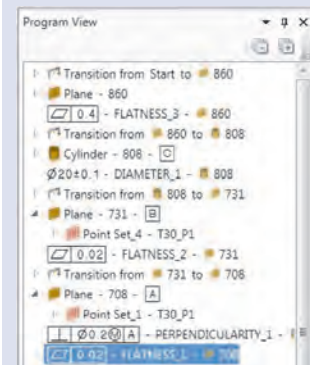 Program View
Transition from Start to 860
Plane - 860
0.4 - FLATNESS_3 - 860
Transition from 860 to 808
Cylinder - 808 - C
Ø20±0.1 - DIAMETER_1 - 808
Transition from 808 to 731
Plane - 731 - B
Point Set_4 - T30_P1
0.02 - FLATNESS_2 - 731
Transition from 731 to 708
Plane - 708 - A
Point Set_1 - T30_P1
Ø0.2Ⓜ A - PERPENDICULARITY_1 -
0.02 - FLATNESS_1 - 708